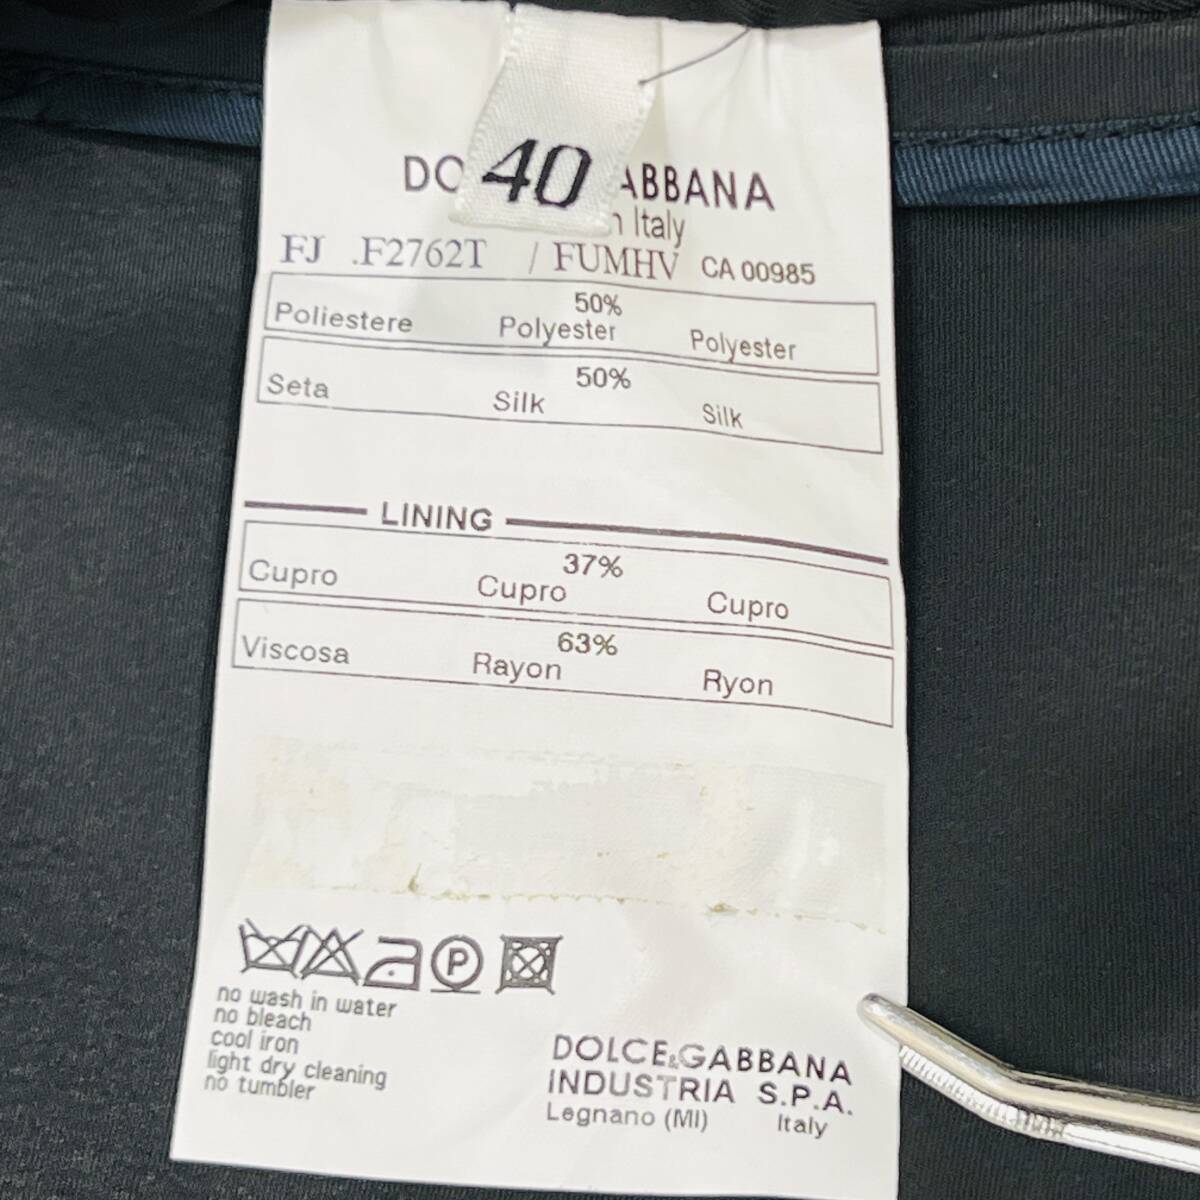 40
ABBANA
Italy
FJ .F2762T / FUMHV CA 00985
50%
Poliestere Polyester Polyester
50%
Seta Silk Silk
LINING
37%
Cupro Cupro Cupro
63%
Viscosa Rayon Ryon
P
no wash in water
no bleach
cool iron
light dry cleaning
no tumbler
DOLCE&GABBANA
INDUSTRIA S.P.A.
Legnano (MI) Italy